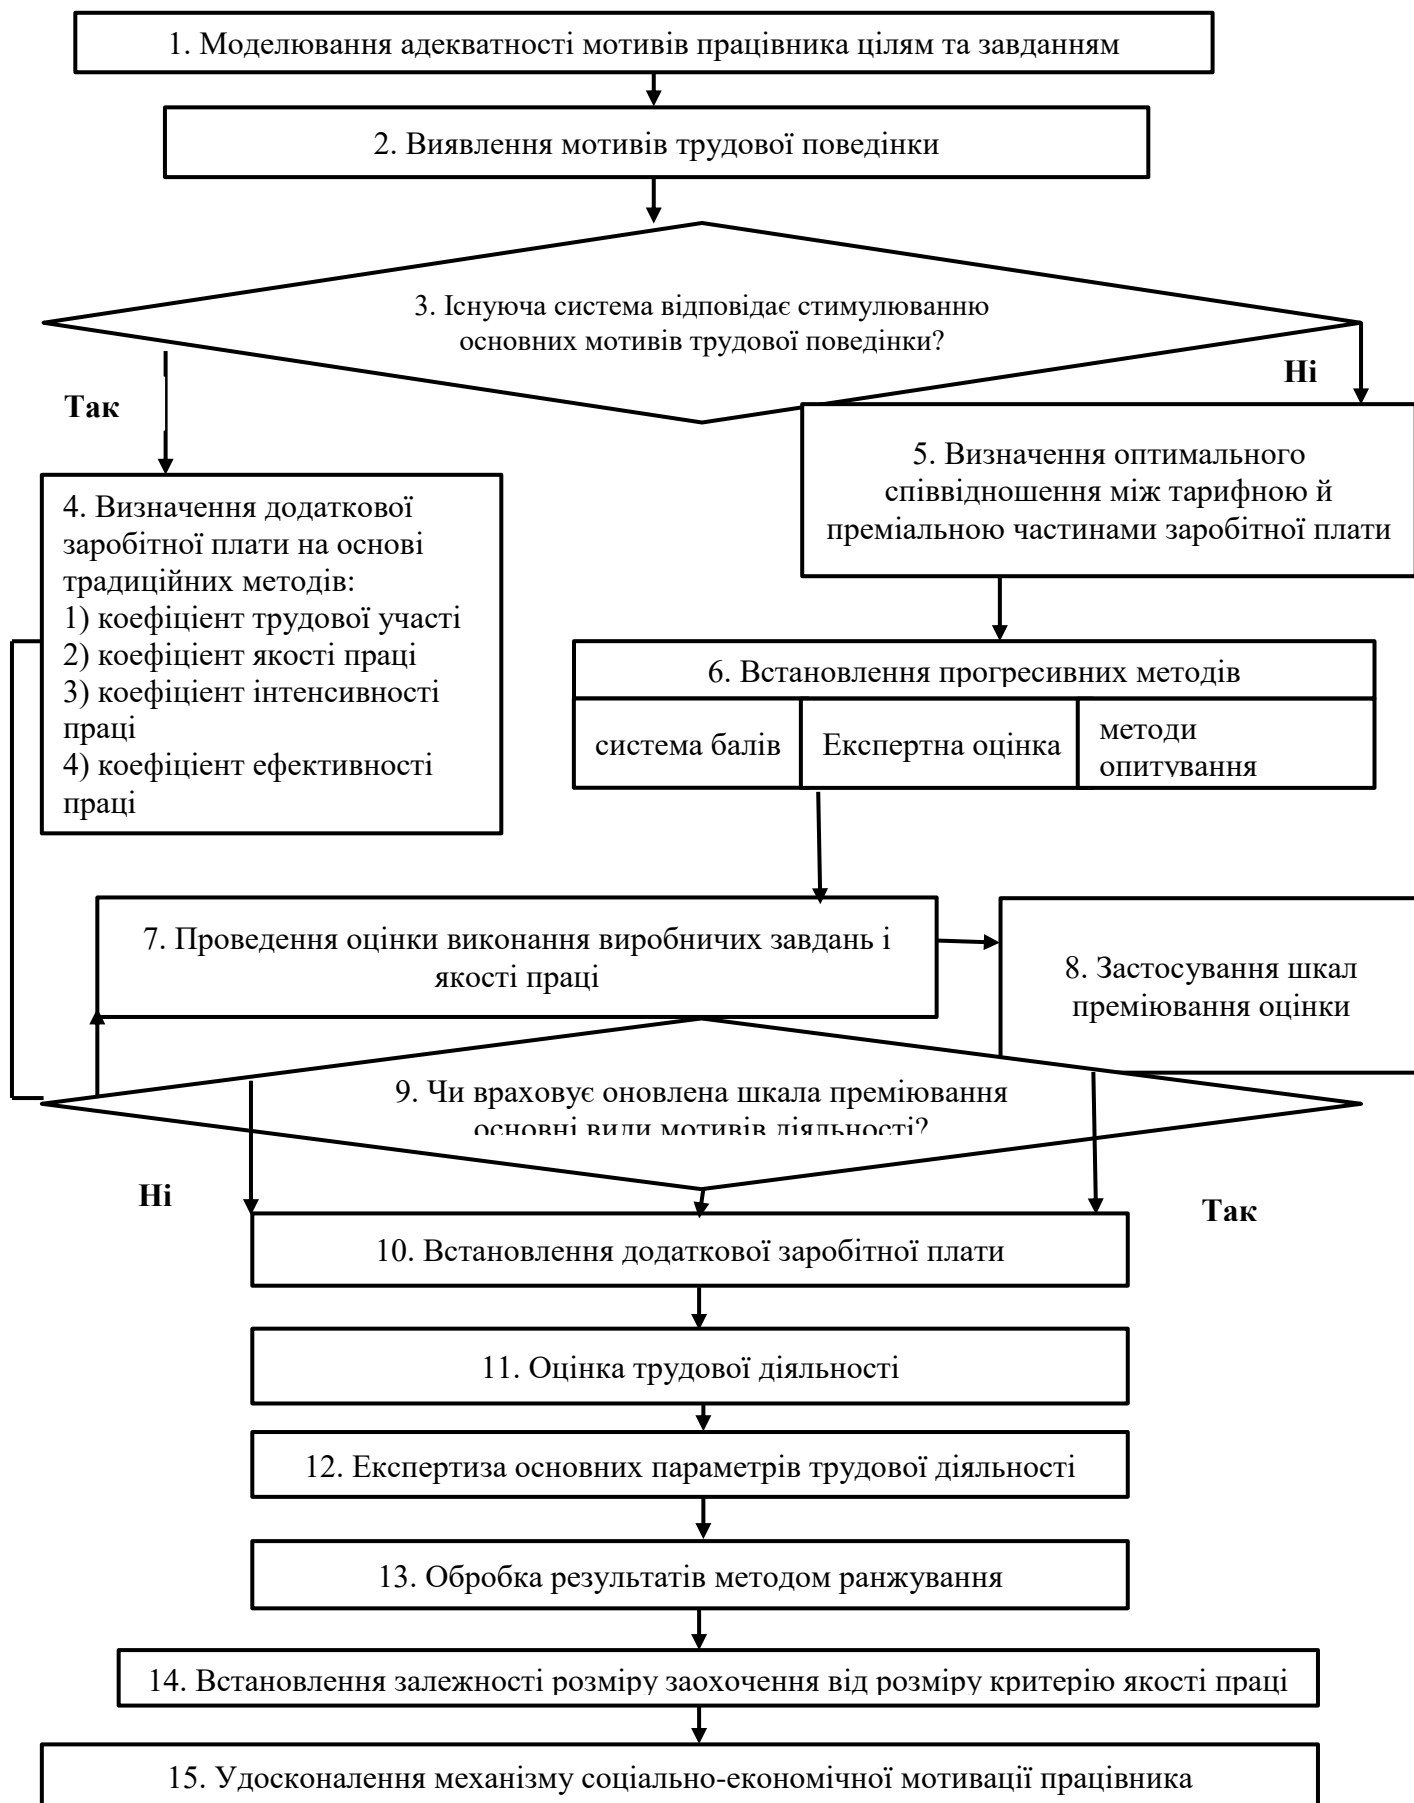 1. Моделювання адекватності мотивів працівника цілям та завданням
2. Виявлення мотивів трудової поведінки
3. Існуюча система відповідає стимулюванню
основних мотивів трудової поведінки?
Ні
Так
5. Визначення оптимального
співвідношення між тарифною й
преміальною частинами заробітної плати
4. Визначення додаткової
заробітної плати на основі
традиційних методів:
1) коефіцієнт трудової участі
2) коефіцієнт якості праці
3) коефіцієнт інтенсивності
праці
4) коефіцієнт ефективності
праці
6. Встановлення прогресивних методів
система балів
Експертна оцінка
методи
опитування
7. Проведення оцінки виконання виробничих завдань і
якості праці
8. Застосування шкал
преміювання оцінки
9. Чи враховує оновлена шкала преміювання
основні види мотивів діяльності?
Ні
Так
10. Встановлення додаткової заробітної плати
11. Оцінка трудової діяльності
12. Експертиза основних параметрів трудової діяльності
13. Обробка результатів методом ранжування
14. Встановлення залежності розміру заохочення від розміру критерію якості праці
15. Удосконалення механізму соціально-економічної мотивації працівника